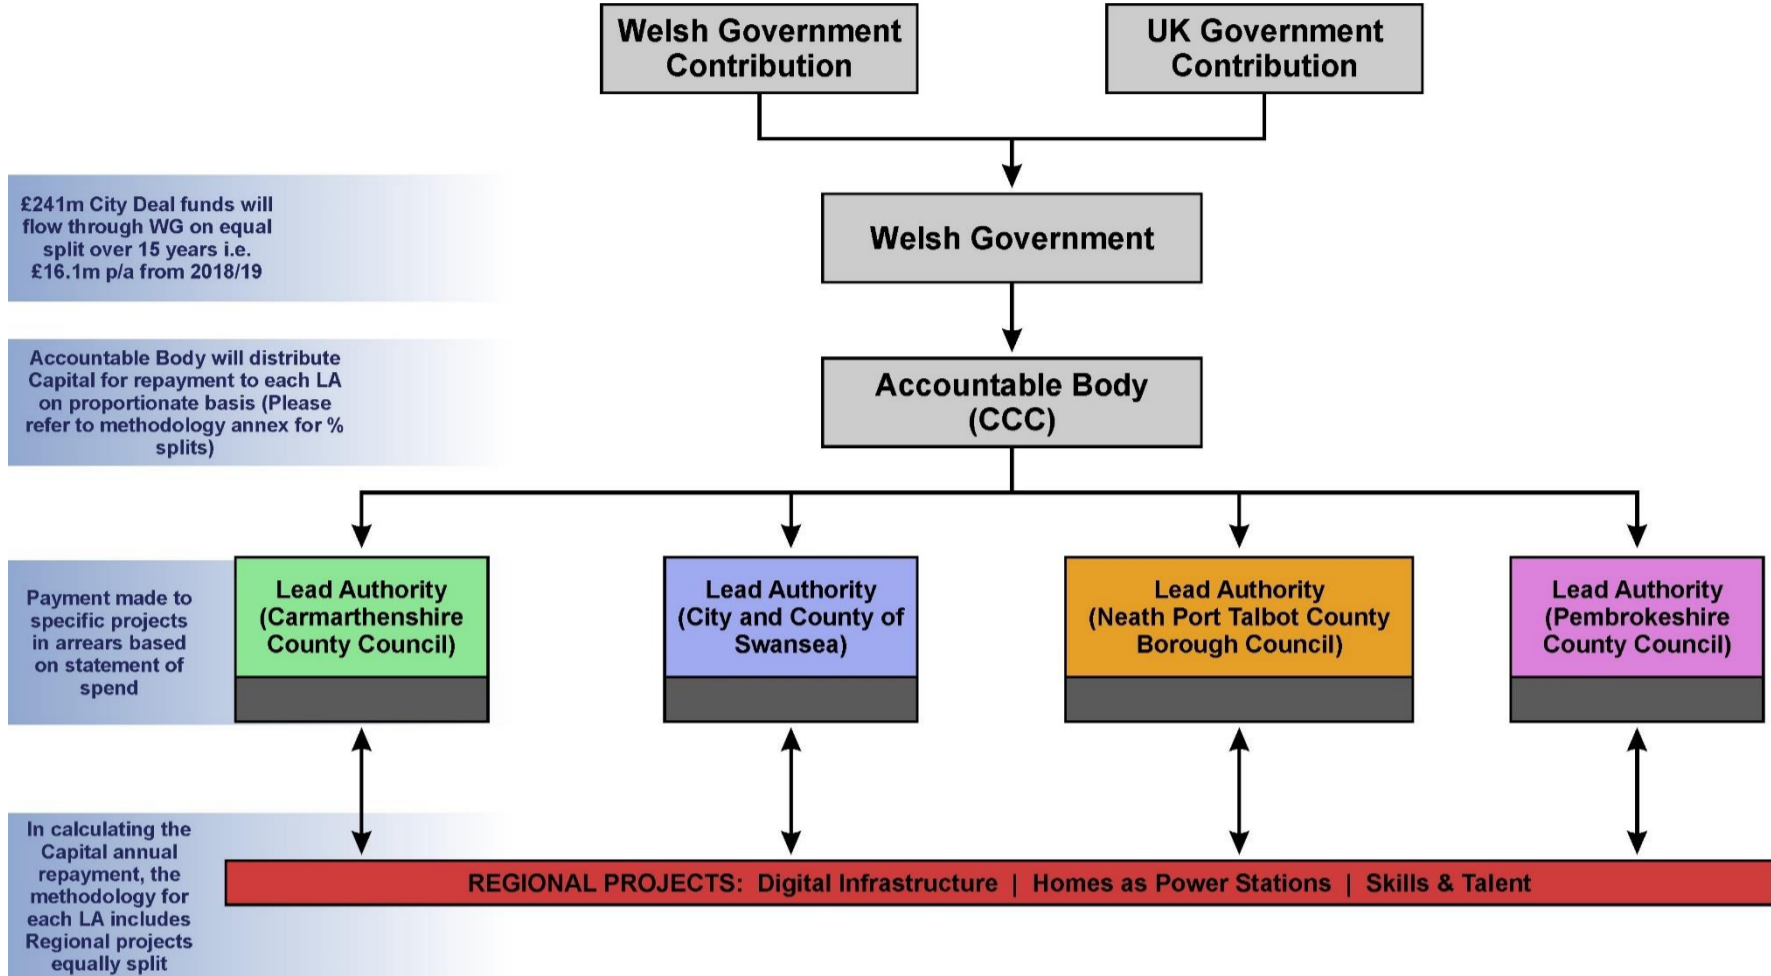 Welsh Government
Contribution
UK Government
Contribution
£241m City Deal funds will
flow through WG on equal
split over 15 years i.e.
£16.1m p/a from 2018/19
Welsh Government
Accountable Body will distribute
Capital for repayment to each LA
on proportionate basis (Please
refer to methodology annex for %
splits)
Accountable Body
(CCC)
Payment made to
specific projects
in arrears based
on statement of
spend
Lead Authority
(Carmarthenshire
County Council)
Lead Authority
(City and County of
Swansea)
Lead Authority
(Neath Port Talbot County
Borough Council)
Lead Authority
(Pembrokeshire
County Council)
In calculating the
Capital annual
repayment, the
methodology for
each LA includes
Regional projects
equally split
REGIONAL PROJECTS: Digital Infrastructure | Homes as Power Stations | Skills & Talent